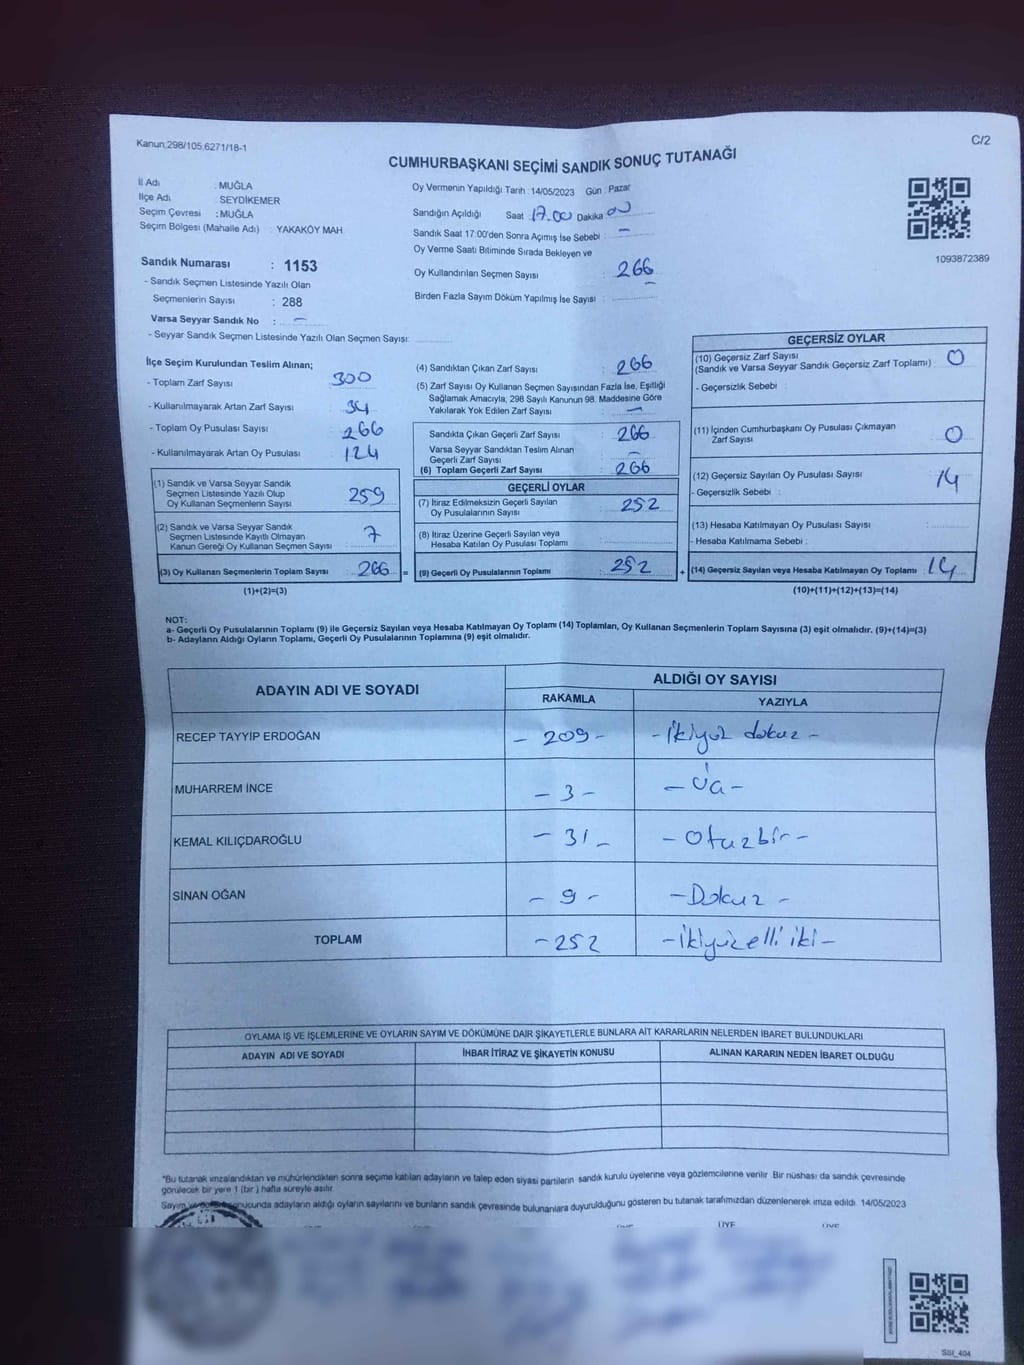 Kanun;298/105,6271/18-1
C/2
CUMHURBAŞKANI SEÇİMİ SANDIK SONUÇ TUTANAĞI
İl Adı : MUĞLA
İlçe Adı : SEYDİKEMER
Seçim Çevresi : MUĞLA
Seçim Bölgesi (Mahalle Adı) : YAKAKÖY MAH.
Sandık Numarası : 1153
- Sandık Seçmen Listesinde Yazılı Olan
Seçmenlerin Sayısı : 288
Varsa Seyyar Sandık No : -
- Seyyar Sandık Seçmen Listesinde Yazılı Olan Seçmen Sayısı:
Oy Vermenin Yapıldığı Tarih : 14/05/2023 Gün : Pazar
Sandığın Açıldığı Saat : 17.00 Dakika 00
Sandık Saat 17:00'den Sonra Açımış İse Sebebi : -
Oy Verme Saati Bitiminde Sırada Bekleyen ve
Oy Kullandırılan Seçmen Sayısı : 266
Birden Fazla Sayım Döküm Yapılmış İse Sayısı :
1093872389
İlçe Seçim Kurulundan Teslim Alınan;
- Toplam Zarf Sayısı : 300
- Kullanılmayarak Artan Zarf Sayısı : 34
- Toplam Oy Pusulası Sayısı : 266
- Kullanılmayarak Artan Oy Pusulası : 124
(1) Sandık ve Varsa Seyyar Sandık
Seçmen Listesinde Yazılı Olup
Oy Kullanan Seçmenlerin Sayısı : 259
(2) Sandık ve Varsa Seyyar Sandık
Seçmen Listesinde Kayıtlı Olmayan
Kanun Gereği Oy Kullanan Seçmen Sayısı : 7
(3) Oy Kullanan Seçmenlerin Toplam Sayısı : 266 =
(1)+(2)=(3)
(4) Sandıktan Çıkan Zarf Sayısı : 266
(5) Zarf Sayısı Oy Kullanan Seçmen Sayısından Fazla İse, Eşitliği
Sağlamak Amacıyla; 298 Sayılı Kanunun 98. Maddesine Göre
Yakılarak Yok Edilen Zarf Sayısı : -
Sandıkta Çıkan Geçerli Zarf Sayısı : 266
Varsa Seyyar Sandıktan Teslim Alınan
Geçerli Zarf Sayısı : -
(6) Toplam Geçerli Zarf Sayısı : 266
GEÇERLİ OYLAR
(7) İtiraz Edilmeksizin Geçerli Sayılan
Oy Pusulalarının Sayısı : 252
(8) İtiraz Üzerine Geçerli Sayılan veya
Hesaba Katılan Oy Pusulası Toplamı :
(9) Geçerli Oy Pusulalarının Toplamı : 252 +
GEÇERSİZ OYLAR
(10) Geçersiz Zarf Sayısı
(Sandık ve Varsa Seyyar Sandık Geçersiz Zarf Toplamı) : 0
- Geçersizlik Sebebi :
(11) İçinden Cumhurbaşkanı Oy Pusulası Çıkmayan
Zarf Sayısı : 0
(12) Geçersiz Sayılan Oy Pusulası Sayısı : 14
- Geçersizlik Sebebi :
(13) Hesaba Katılmayan Oy Pusulası Sayısı :
- Hesaba Katılmama Sebebi :
(14) Geçersiz Sayılan veya Hesaba Katılmayan Oy Toplamı : 14
(10)+(11)+(12)+(13)=(14)
NOT:
a- Geçerli Oy Pusulalarının Toplamı (9) ile Geçersiz Sayılan veya Hesaba Katılmayan Oy Toplamı (14) Toplamları, Oy Kullanan Seçmenlerin Toplam Sayısına (3) eşit olmalıdır. (9)+(14)=(3)
b- Adayların Aldığı Oyların Toplamı, Geçerli Oy Pusulalarının Toplamına (9) eşit olmalıdır.
ADAYIN ADI VE SOYADI
ALDIĞI OY SAYISI
RAKAMLA YAZIYLA
RECEP TAYYİP ERDOĞAN - 209 - - İkiyüz dokuz -
MUHARREM İNCE - 3 - - Üç -
KEMAL KILIÇDAROĞLU - 31 - - Otuzbir -
SİNAN OĞAN - 9 - - Dokuz -
TOPLAM - 252 - ikiyüzelli iki -
OYLAMA İŞ VE İŞLEMLERİNE VE OYLARIN SAYIM VE DÖKÜMÜNE DAİR ŞİKAYETLERLE BUNLARA AİT KARARLARIN NELERDEN İBARET BULUNDUKLARI
ADAYIN ADI VE SOYADI İHBAR İTİRAZ VE ŞİKAYETİN KONUSU ALINAN KARARIN NEDEN İBARET OLDUĞU
*Bu tutanak imzalandıktan ve mühürlendikten sonra seçime katılan adayların ve talep eden siyasi partilerin sandık kurulu üyelerine veya gözlemcilerine verilir. Bir nüshası da sandık çevresinde
görülecek bir yere 1 (bir) hafta süreyle asılır.
Sayım ve sonucunda adayların aldığı oyların sayılarını ve bunların sandık çevresinde bulunanlara duyurulduğunu gösteren bu tutanak tarafımızdan düzenlenerek imza edildi. 14/05/2023
ÜYE ÜYE
SSI_404